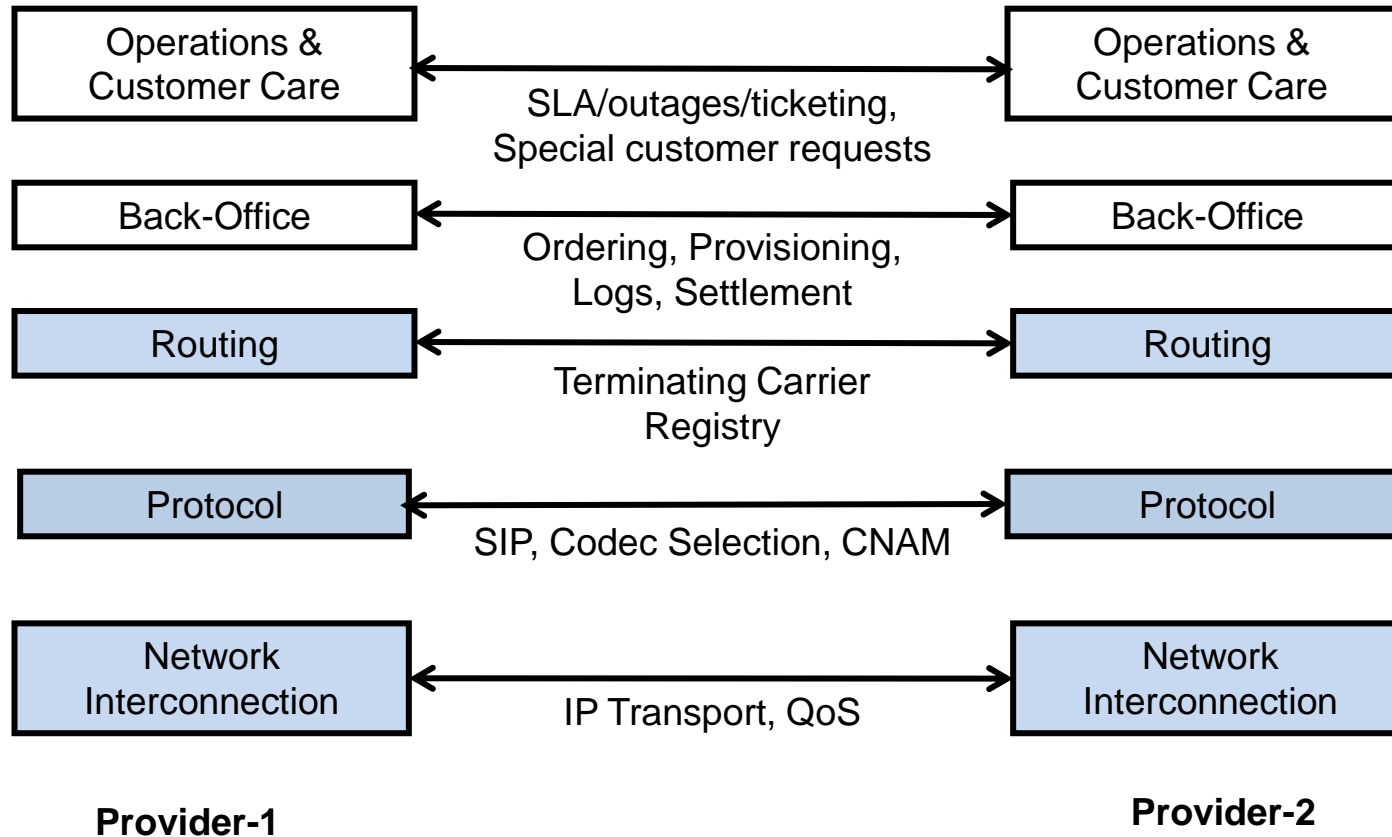 Operations &
Customer Care
SLA/outages/ticketing,
Special customer requests
Operations &
Customer Care
Back-Office
Ordering, Provisioning,
Logs, Settlement
Back-Office
Routing
Terminating Carrier
Registry
Routing
Protocol
SIP, Codec Selection, CNAM
Protocol
Network
Interconnection
IP Transport, QoS
Network
Interconnection
Provider-1
Provider-2